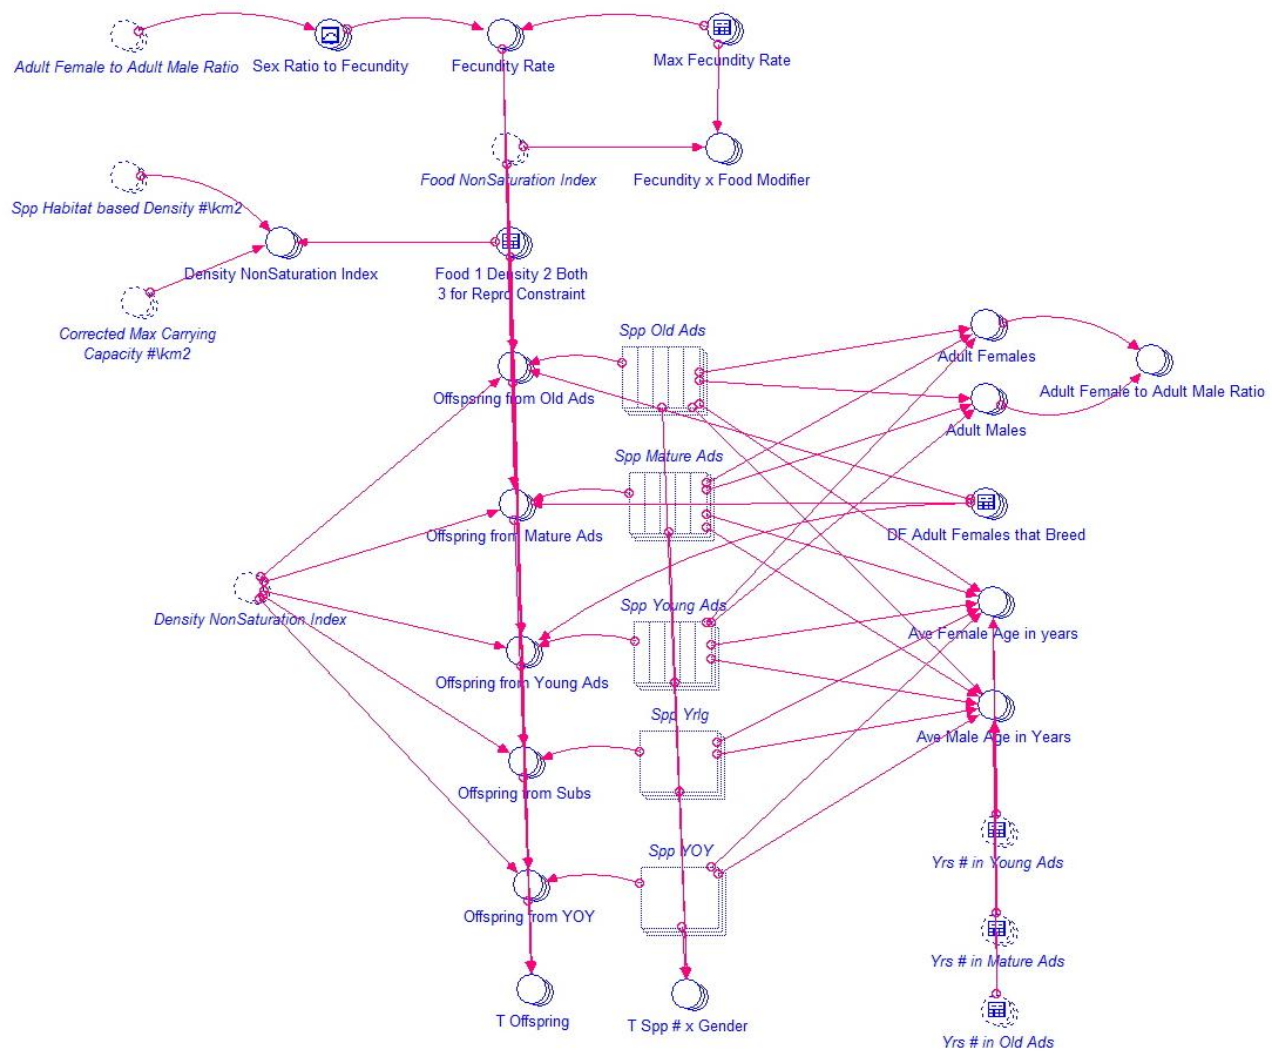 Adult Female to Adult Male Ratio
Sex Ratio to Fecundity
Fecundity Rate
Max Fecundity Rate
Food NonSaturation Index
Fecundity x Food Modifier
Spp Habitat based Density #\km2
Density NonSaturation Index
Food 1 Density 2 Both
3 for Repro Constraint
Corrected Max Carrying
Capacity #\km2
Spp Old Ads
Adult Females
Adult Female to Adult Male Ratio
Offspsring from Old Ads
Adult Males
Spp Mature Ads
Offspring from Mature Ads
DF Adult Females that Breed
Density NonSaturation Index
Spp Young Ads
Ave Female Age in years
Offspring from Young Ads
Spp Yrlg
Ave Male Age in Years
Offspring from Subs
Spp YOY
Yrs # in Young Ads
Offspring from YOY
Yrs # in Mature Ads
T Offspring
T Spp # x Gender
Yrs # in Old Ads